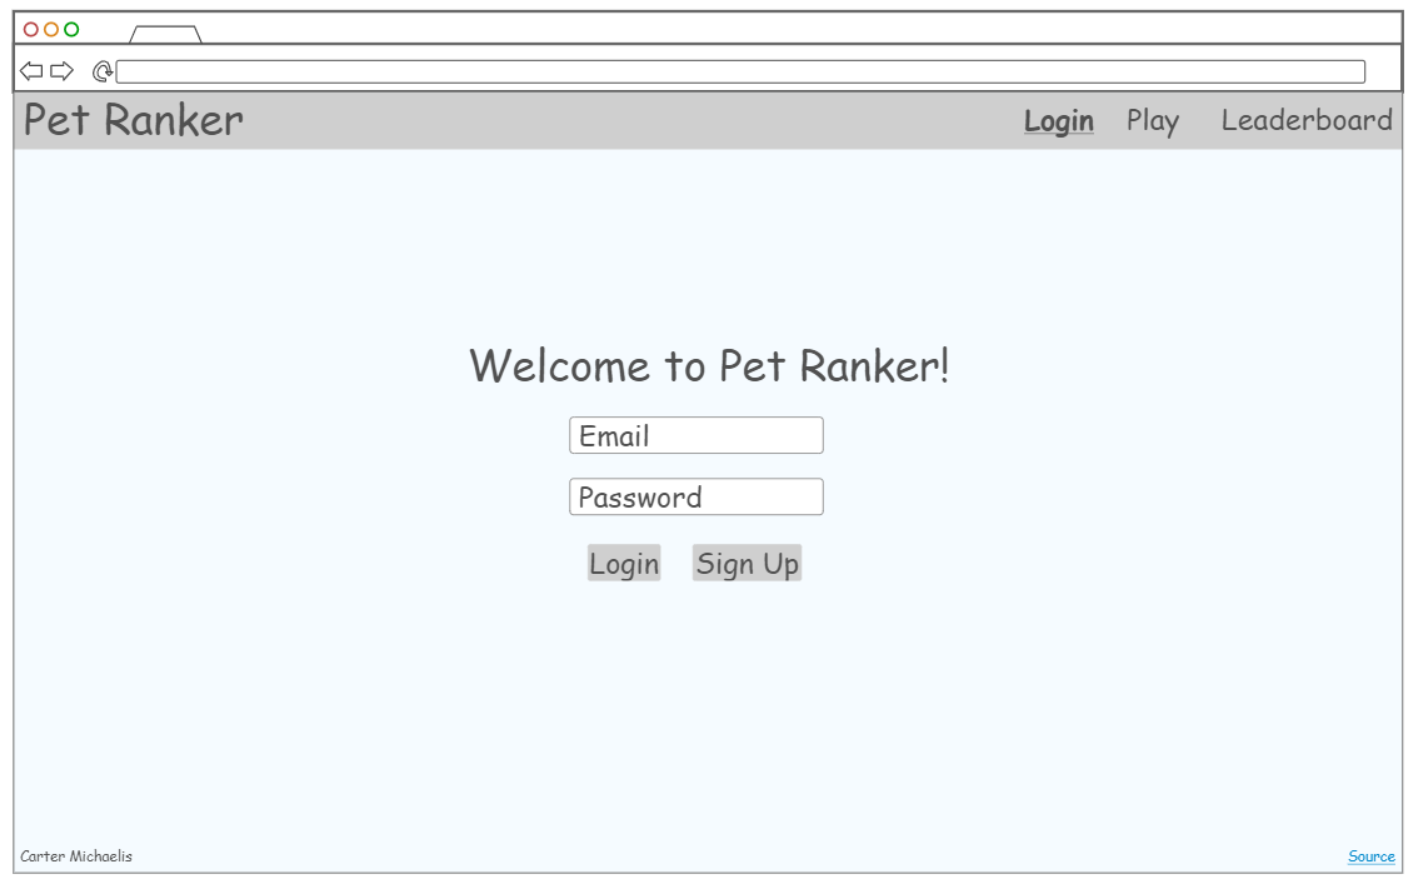 Pet Ranker Login Play Leaderboard
Welcome to Pet Ranker!
Email
Password
Login Sign Up
Carter Michaelis Source